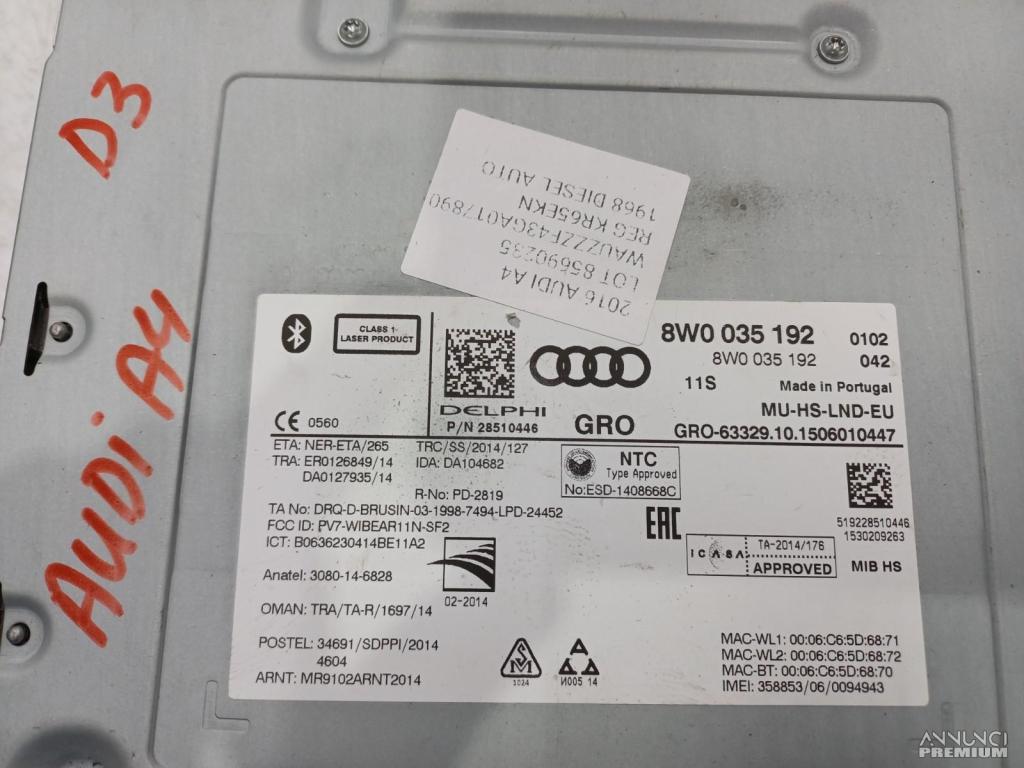 D3
AUDI A4
2016 AUDI A4
LOT 85690235
WAUZZZF43GA017890
REG KR65EKN
1968 DIESEL AUTO
CLASS 1
LASER PRODUCT
CE 0560
DELPHI
P/N 28510446
GRO
8W0 035 192 0102
8W0 035 192 042
11S Made in Portugal
MU-HS-LND-EU
GRO-63329.10.1506010447
ETA: NER-ETA/265 TRC/SS/2014/127
TRA: ER0126849/14 IDA: DA104682
DA0127935/14
R-No: PD-2819
NTC
Type Approved
No:ESD-1408668C
TA No: DRQ-D-BRUSIN-03-1998-7494-LPD-24452
FCC ID: PV7-WIBEAR11N-SF2
ICT: B0636230414BE11A2
EAC
519228510446
1530209263
ICASA TA-2014/176
APPROVED
MIB HS
Anatel: 3080-14-6828
02-2014
OMAN: TRA/TA-R/1697/14
POSTEL: 34691/SDPPI/2014
4604
ARNT: MR9102ARNT2014
1024
И005 14
MAC-WL1: 00:06:C6:5D:68:71
MAC-WL2: 00:06:C6:5D:68:72
MAC-BT: 00:06:C6:5D:68:70
IMEI: 358853/06/0094943
ANNUNCI
PREMIUM